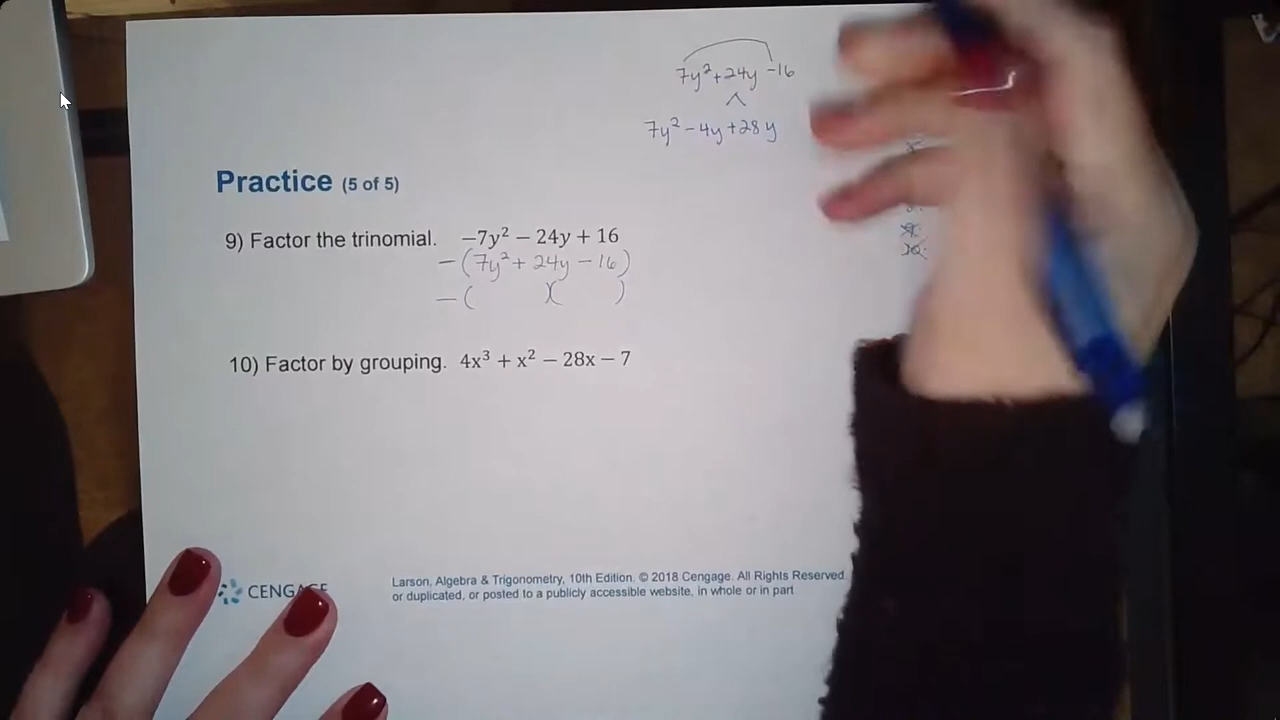 7y² + 24y - 16
7y² - 4y + 28y
Practice (5 of 5)
9) Factor the trinomial. −7y² − 24y + 16
-(7y² + 24y - 16)
-( )( )
10) Factor by grouping. 4x³ + x² − 28x − 7
CENGAGE
Larson, Algebra & Trigonometry, 10th Edition. © 2018 Cengage. All Rights Reserved.
or duplicated, or posted to a publicly accessible website, in whole or in part